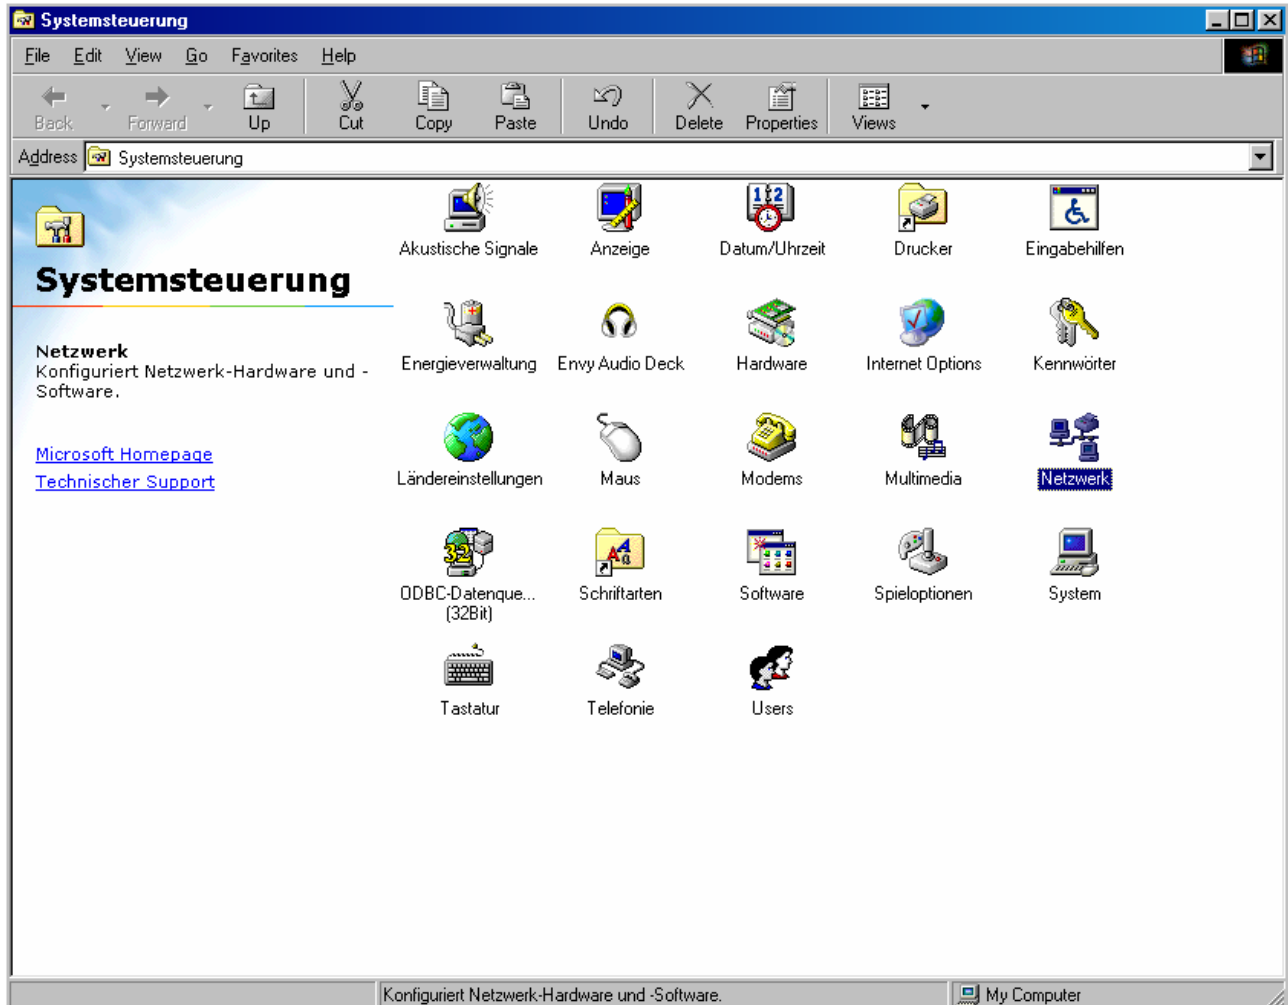 Systemsteuerung
File Edit View Go Favorites Help
Back Forward Up Cut Copy Paste Undo Delete Properties Views
Address Systemsteuerung
Systemsteuerung
Netzwerk
Konfiguriert Netzwerk-Hardware und -
Software.
Microsoft Homepage
Technischer Support
Akustische Signale Anzeige Datum/Uhrzeit Drucker Eingabehilfen
Energieverwaltung Envy Audio Deck Hardware Internet Options Kennwörter
Ländereinstellungen Maus Modems Multimedia Netzwerk
ODBC-Datenque... Schriftarten Software Spieloptionen System
(32Bit)
Tastatur Telefonie Users
Konfiguriert Netzwerk-Hardware und -Software. My Computer